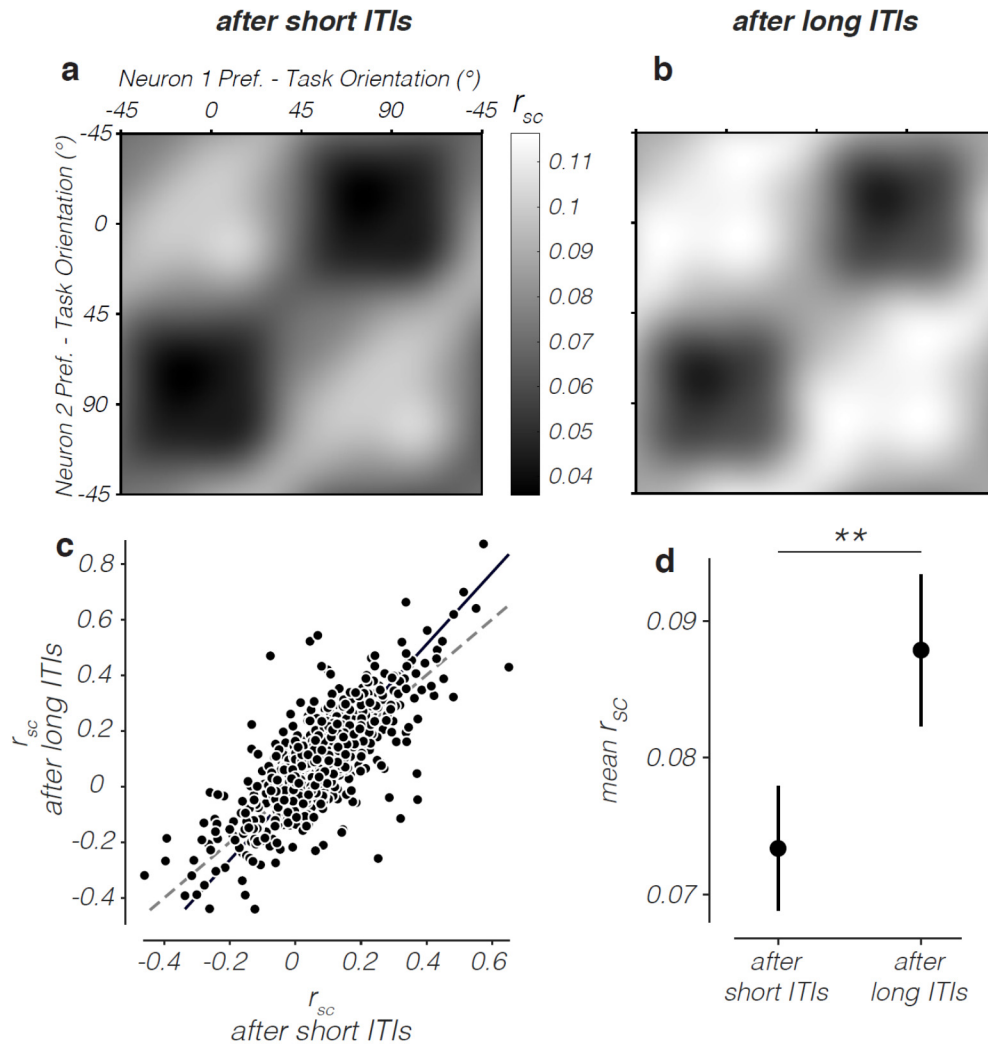 after short ITIs
after long ITIs
a
Neuron 1 Pref. - Task Orientation (°)
-45 0 45 90 -45
r_sc
Neuron 2 Pref. - Task Orientation (°)
-45
0
45
90
-45
0.11
0.1
0.09
0.08
0.07
0.06
0.05
0.04
b
c
r_sc
after long ITIs
0.8
0.6
0.4
0.2
0
-0.2
-0.4
-0.4 -0.2 0 0.2 0.4 0.6
r_sc
after short ITIs
d
**
mean r_sc
0.09
0.08
0.07
after
short ITIs
after
long ITIs